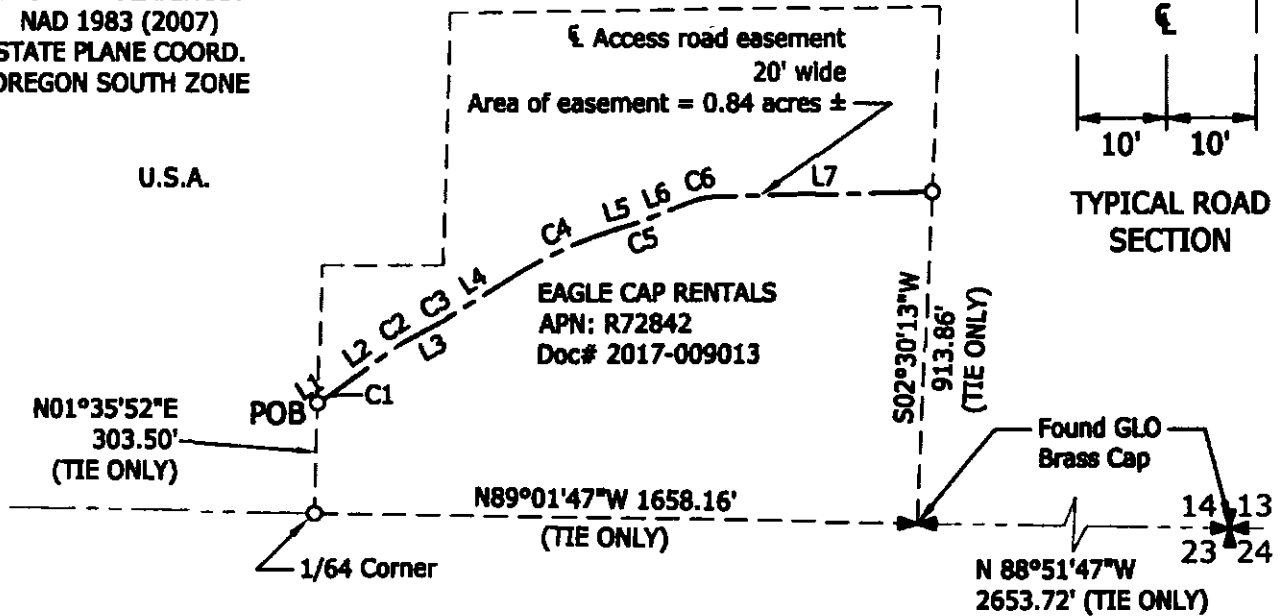 NAD 1983 (2007)
STATE PLANE COORD.
OREGON SOUTH ZONE
U.S.A.
℄ Access road easement
20' wide
Area of easement = 0.84 acres ±
℄
10' 10'
TYPICAL ROAD
SECTION
L1
L2
C2
C3
L3
L4
C4
L5
L6
C5
C6
L7
C1
POB
EAGLE CAP RENTALS
APN: R72842
Doc# 2017-009013
S02°30'13"W
913.86'
(TIE ONLY)
N01°35'52"E
303.50'
(TIE ONLY)
Found GLO
Brass Cap
N89°01'47"W 1658.16'
(TIE ONLY)
1/64 Corner
14 13
23 24
N 88°51'47"W
2653.72' (TIE ONLY)